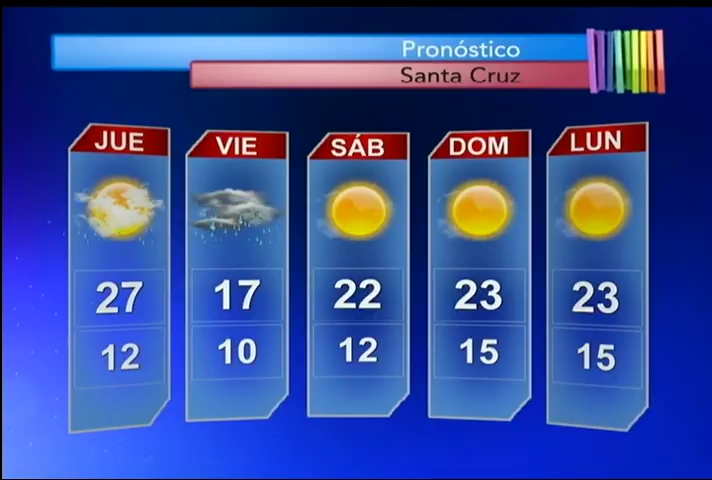 Pronóstico
Santa Cruz
JUE VIE SÁB DOM LUN
27 17 22 23 23
12 10 12 15 15